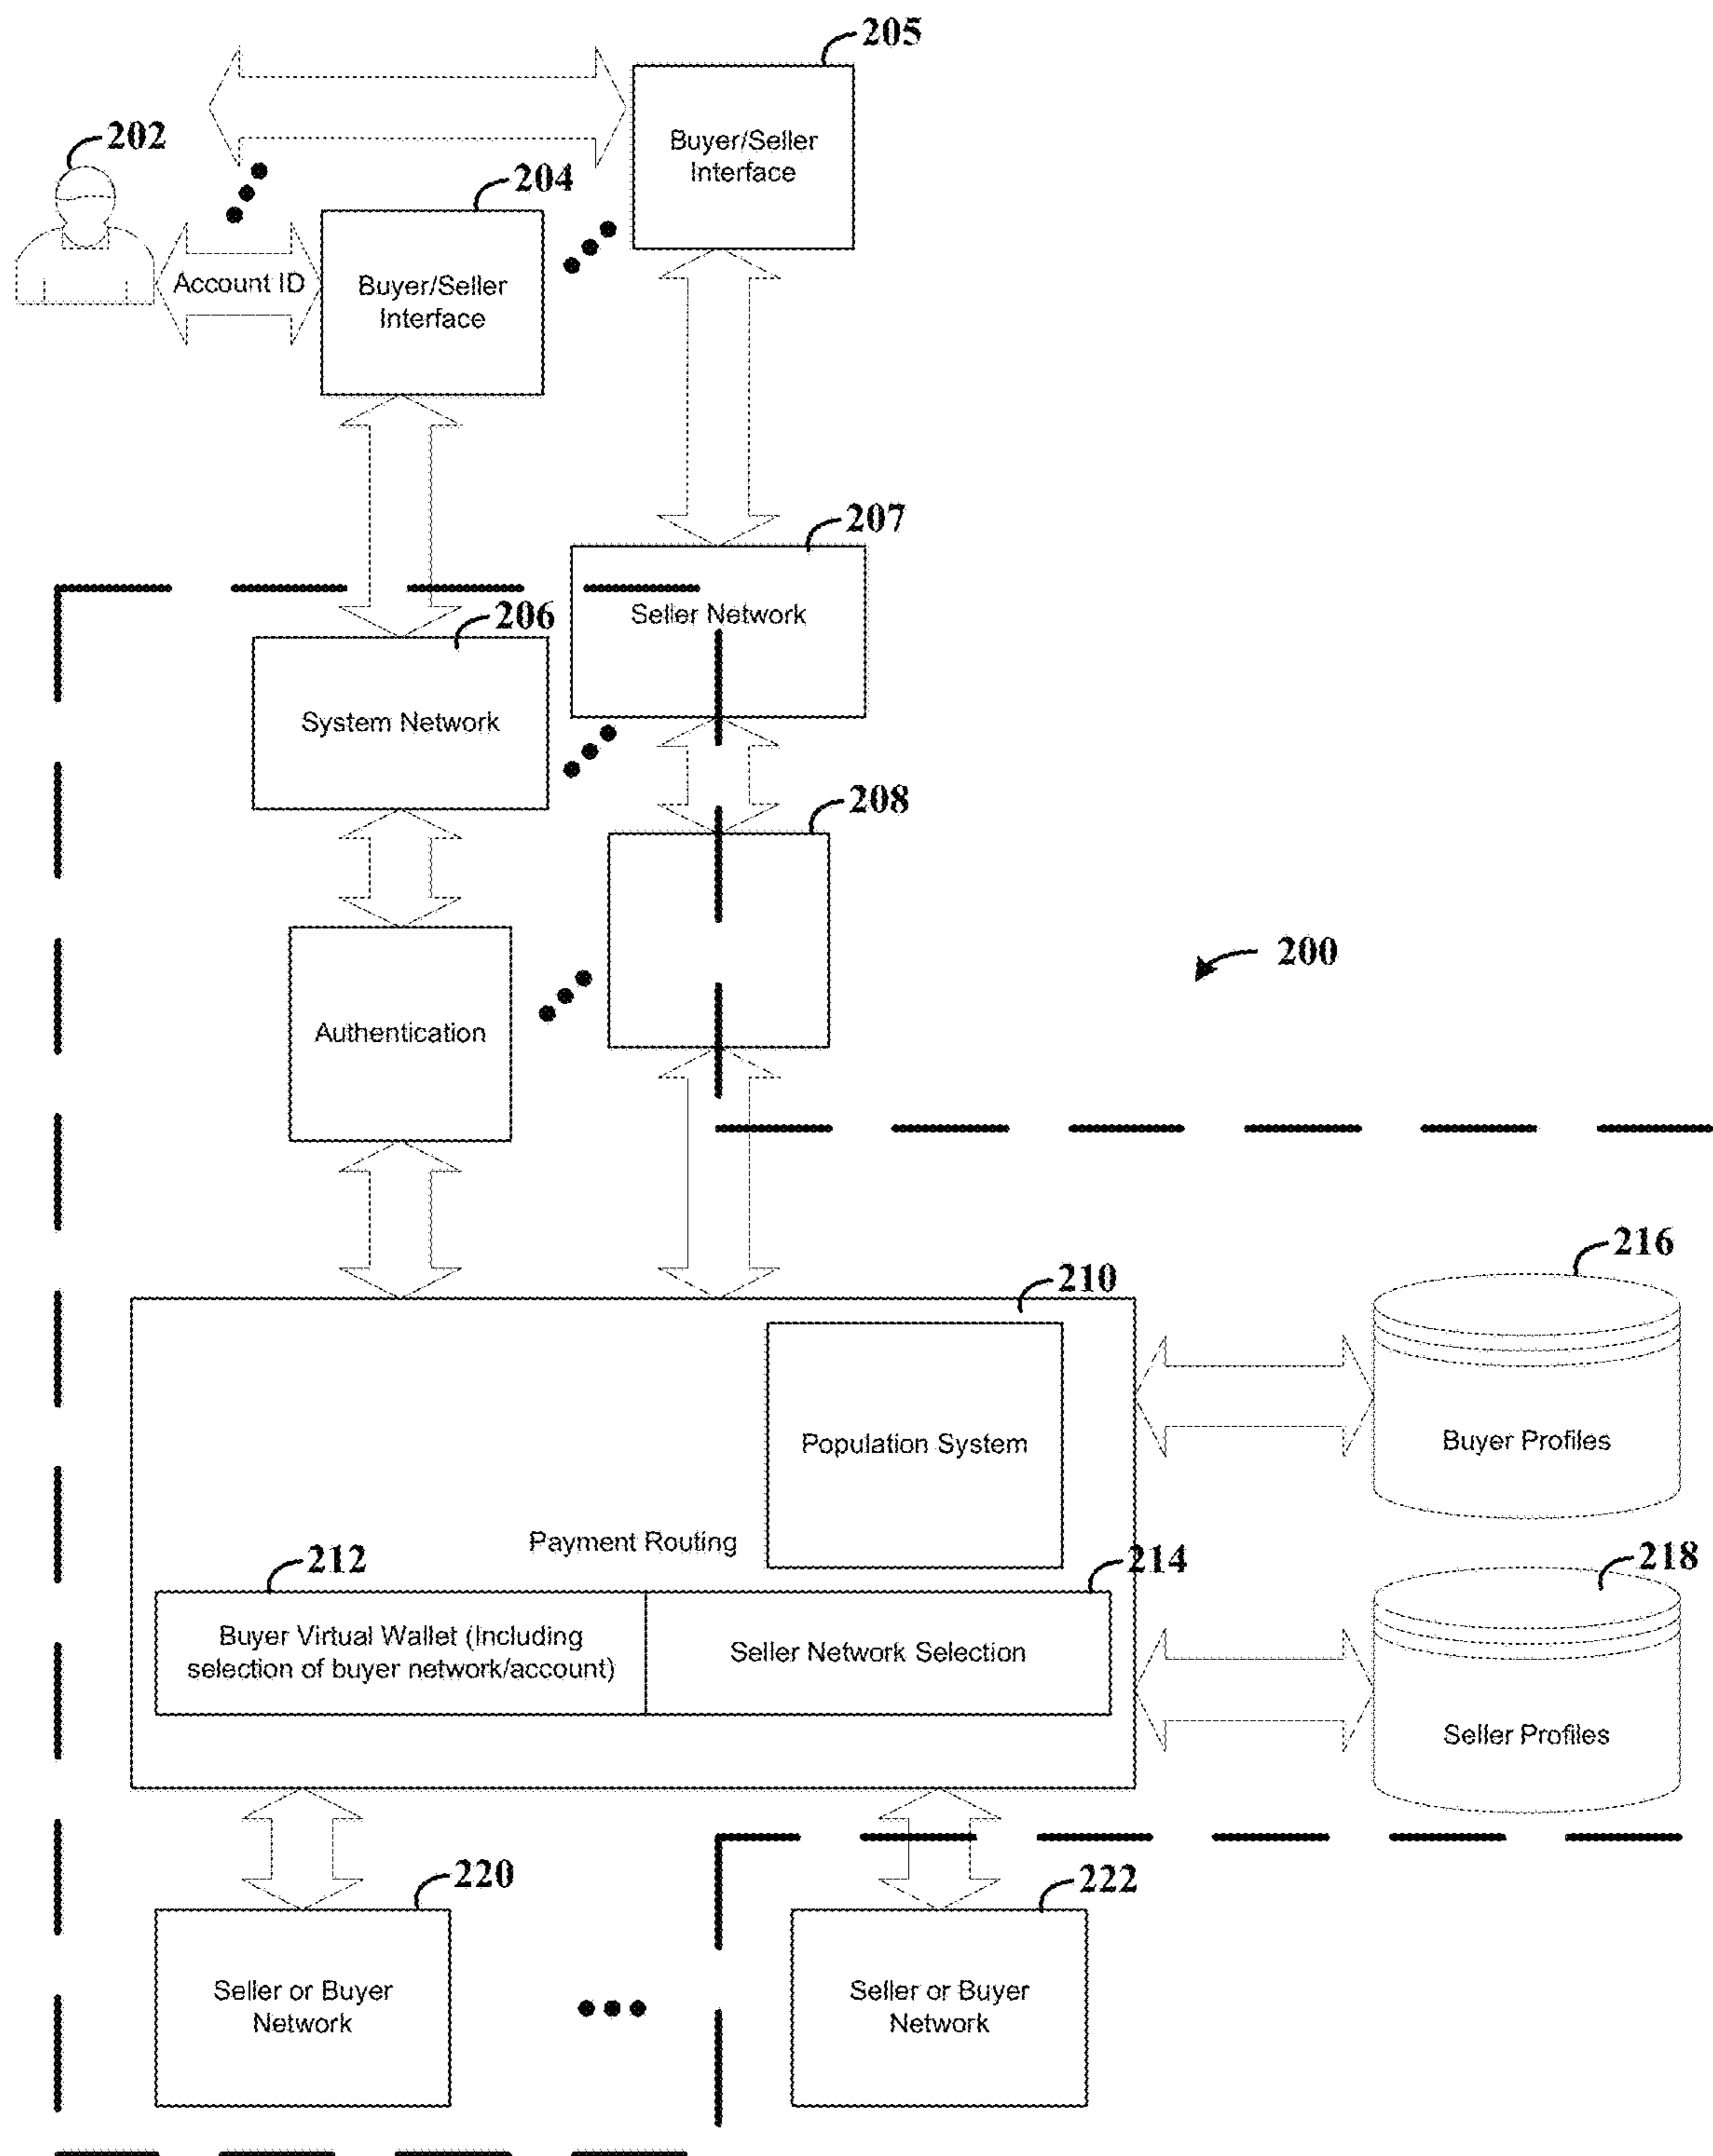 205
Buyer/Seller
Interface
202
204
Account ID
Buyer/Seller
Interface
207
Seller Network
206
System Network
208
Authentication
200
210
216
Population System
Buyer Profiles
Payment Routing
212
214
218
Buyer Virtual Wallet (Including
selection of buyer network/account)
Seller Network Selection
Seller Profiles
220
222
Seller or Buyer
Network
Seller or Buyer
Network